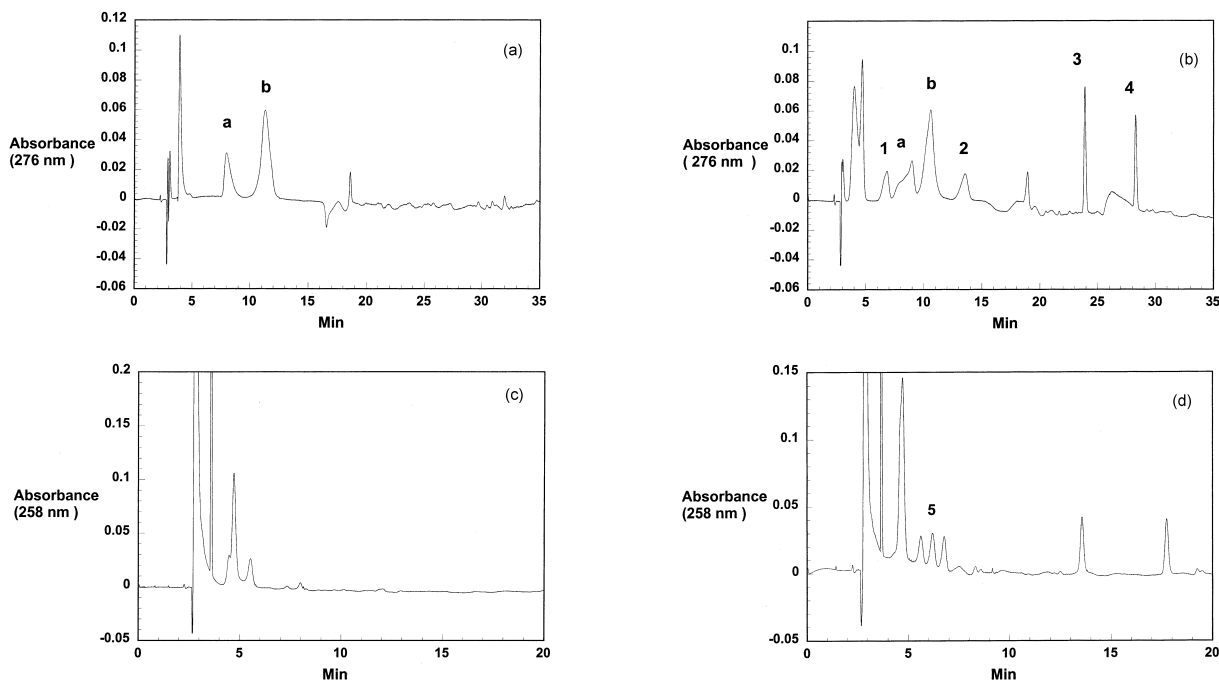 0.12
0.1
0.08
0.06
0.04
0.02
0
-0.02
-0.04
-0.06
Absorbance
(276 nm )
(a)
a
b
0 5 10 15 20 25 30 35
Min
0.1
0.08
0.06
0.04
0.02
0
-0.02
-0.04
-0.06
Absorbance
( 276 nm )
(b)
1
a
b
2
3
4
0 5 10 15 20 25 30 35
Min
0.2
0.15
0.1
0.05
0
-0.05
Absorbance
(258 nm )
(c)
0 5 10 15 20
Min
0.15
0.1
0.05
0
-0.05
Absorbance
(258 nm )
(d)
5
0 5 10 15 20
Min